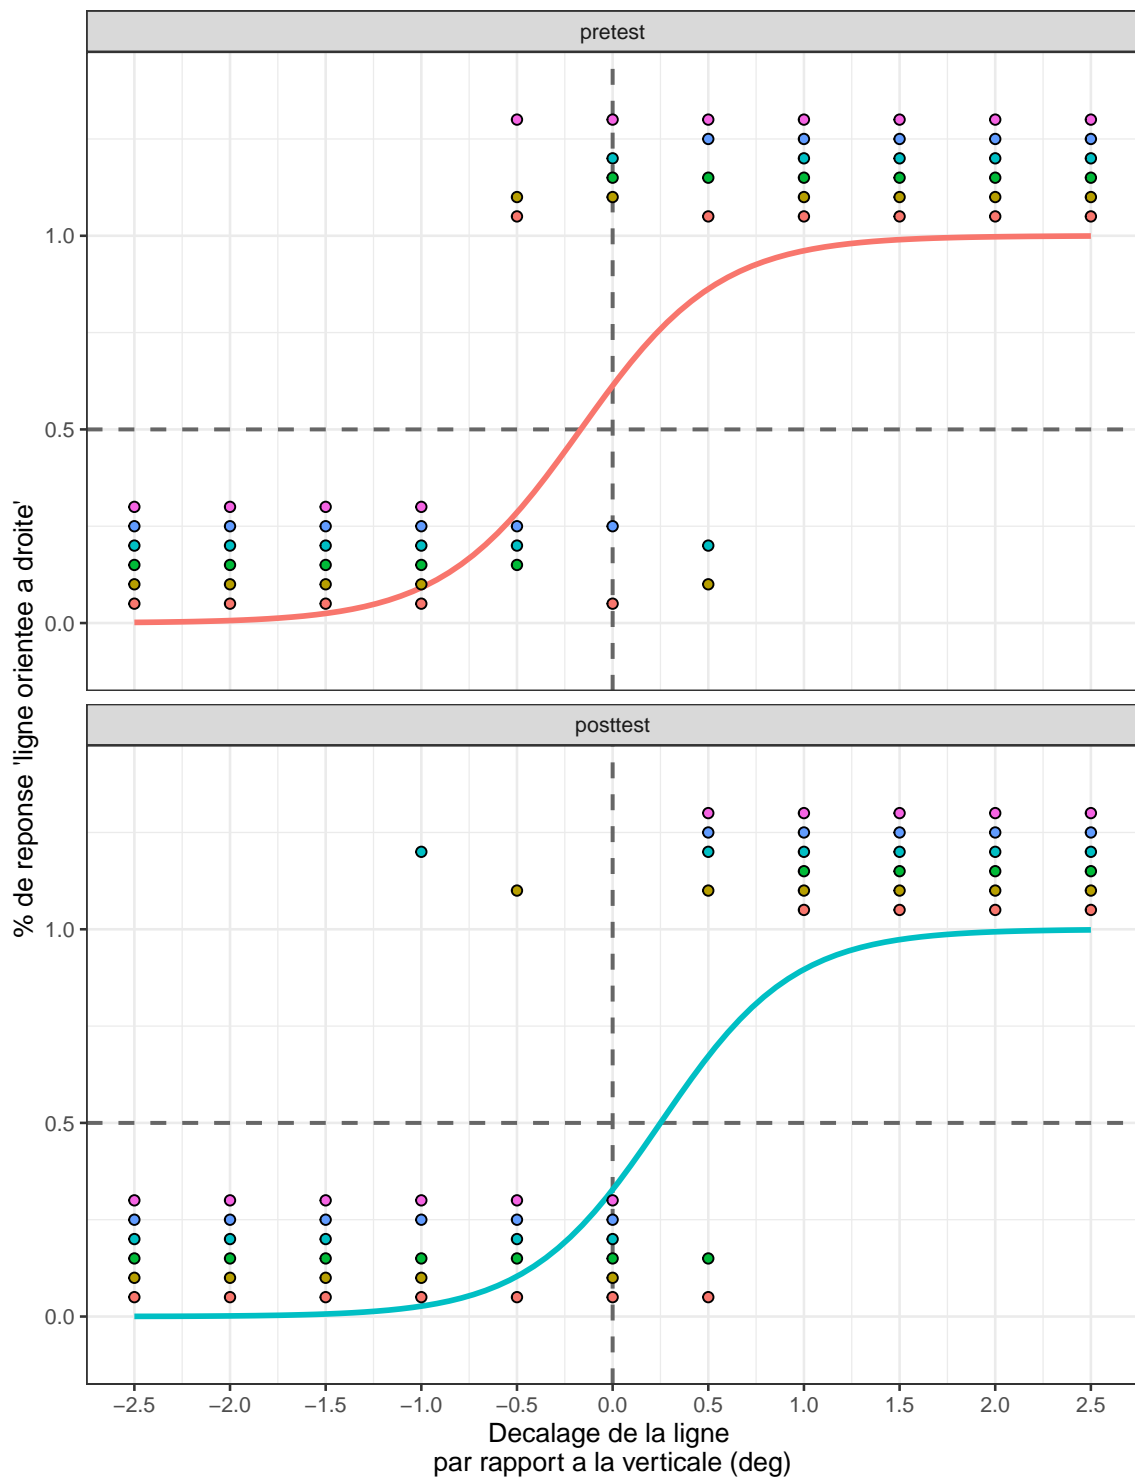 pretest
1.0
0.5
0.0
% de reponse 'ligne orientee a droite'
posttest
1.0
0.5
0.0
−2.5 −2.0 −1.5 −1.0 −0.5 0.0 0.5 1.0 1.5 2.0 2.5
Decalage de la ligne
par rapport a la verticale (deg)